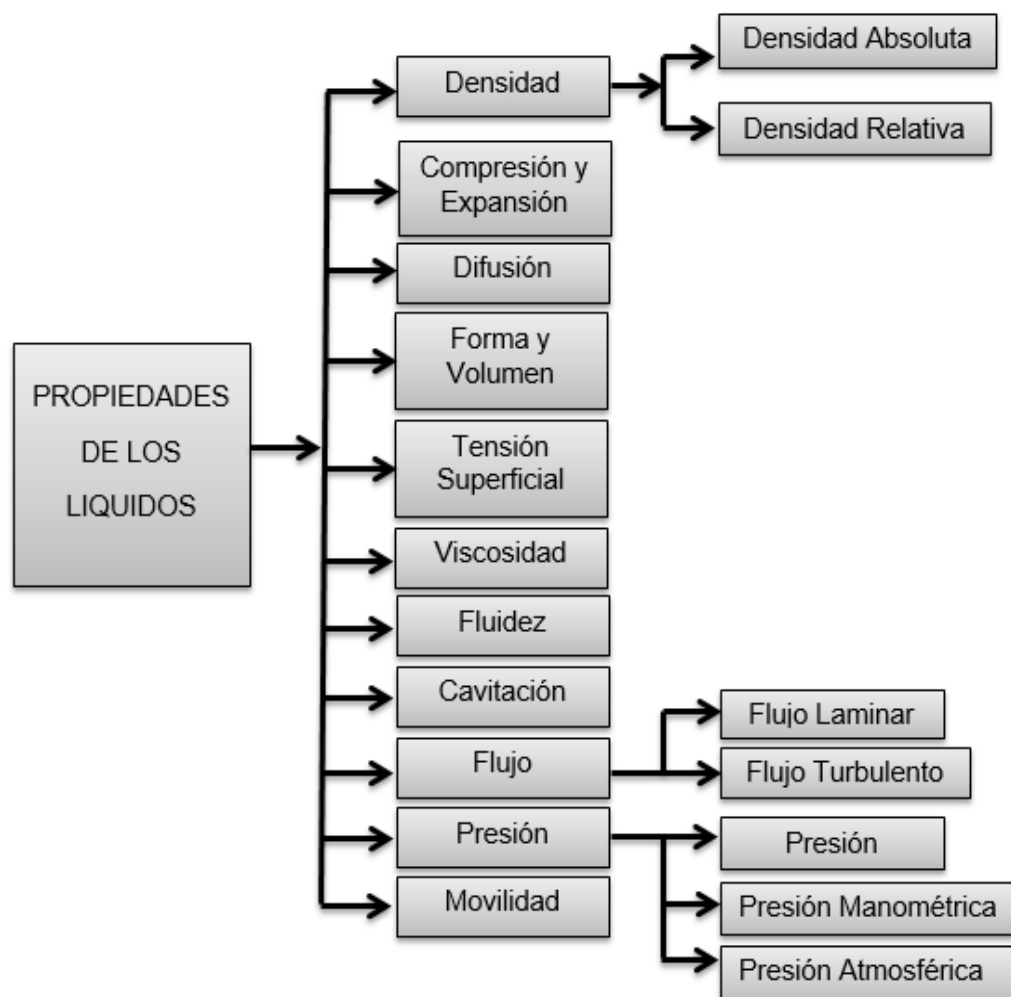 PROPIEDADES
DE LOS
LIQUIDOS
Densidad
Densidad Absoluta
Densidad Relativa
Compresión y
Expansión
Difusión
Forma y
Volumen
Tensión
Superficial
Viscosidad
Fluidez
Cavitación
Flujo
Flujo Laminar
Flujo Turbulento
Presión
Presión
Presión Manométrica
Presión Atmosférica
Movilidad